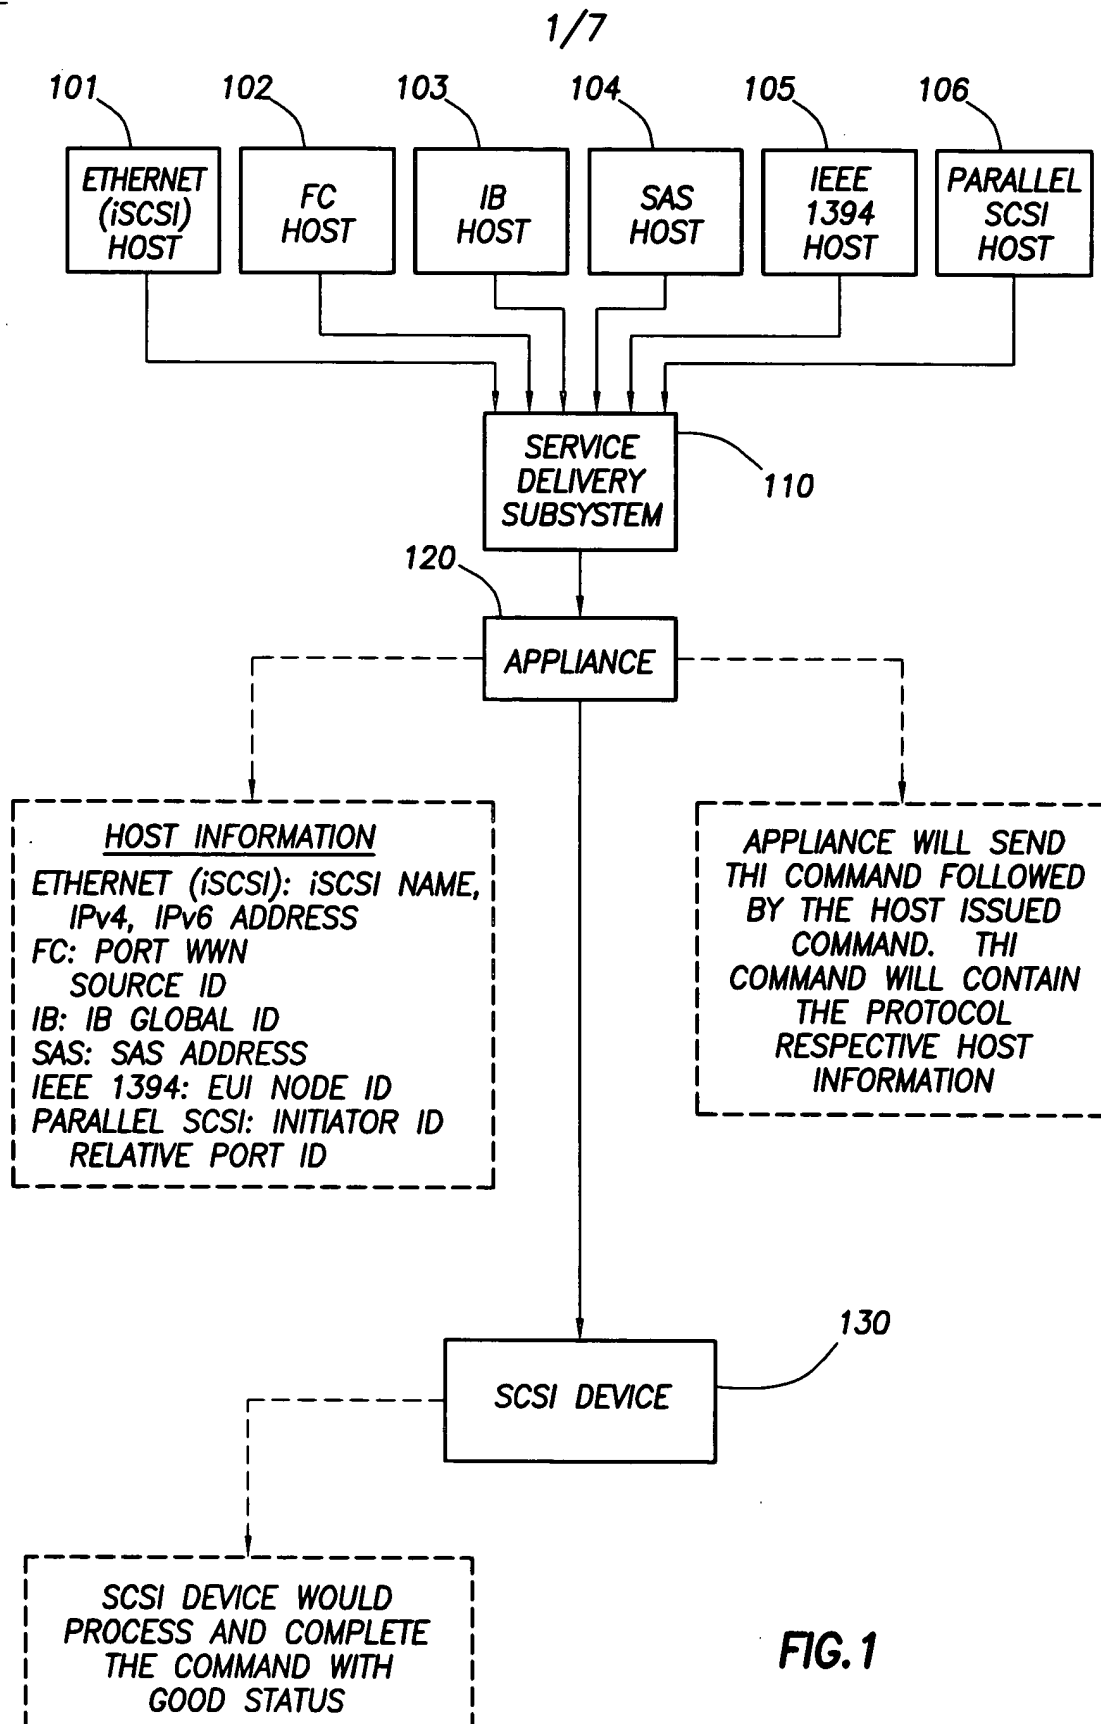 1/7
101
102
103
104
105
106
ETHERNET
(iSCSI)
HOST
FC
HOST
IB
HOST
SAS
HOST
IEEE
1394
HOST
PARALLEL
SCSI
HOST
SERVICE
DELIVERY
SUBSYSTEM
110
120
APPLIANCE
HOST INFORMATION
ETHERNET (iSCSI): iSCSI NAME,
IPv4, IPv6 ADDRESS
FC: PORT WWN
SOURCE ID
IB: IB GLOBAL ID
SAS: SAS ADDRESS
IEEE 1394: EUI NODE ID
PARALLEL SCSI: INITIATOR ID
RELATIVE PORT ID
APPLIANCE WILL SEND
THI COMMAND FOLLOWED
BY THE HOST ISSUED
COMMAND. THI
COMMAND WILL CONTAIN
THE PROTOCOL
RESPECTIVE HOST
INFORMATION
130
SCSI DEVICE
SCSI DEVICE WOULD
PROCESS AND COMPLETE
THE COMMAND WITH
GOOD STATUS
FIG.1